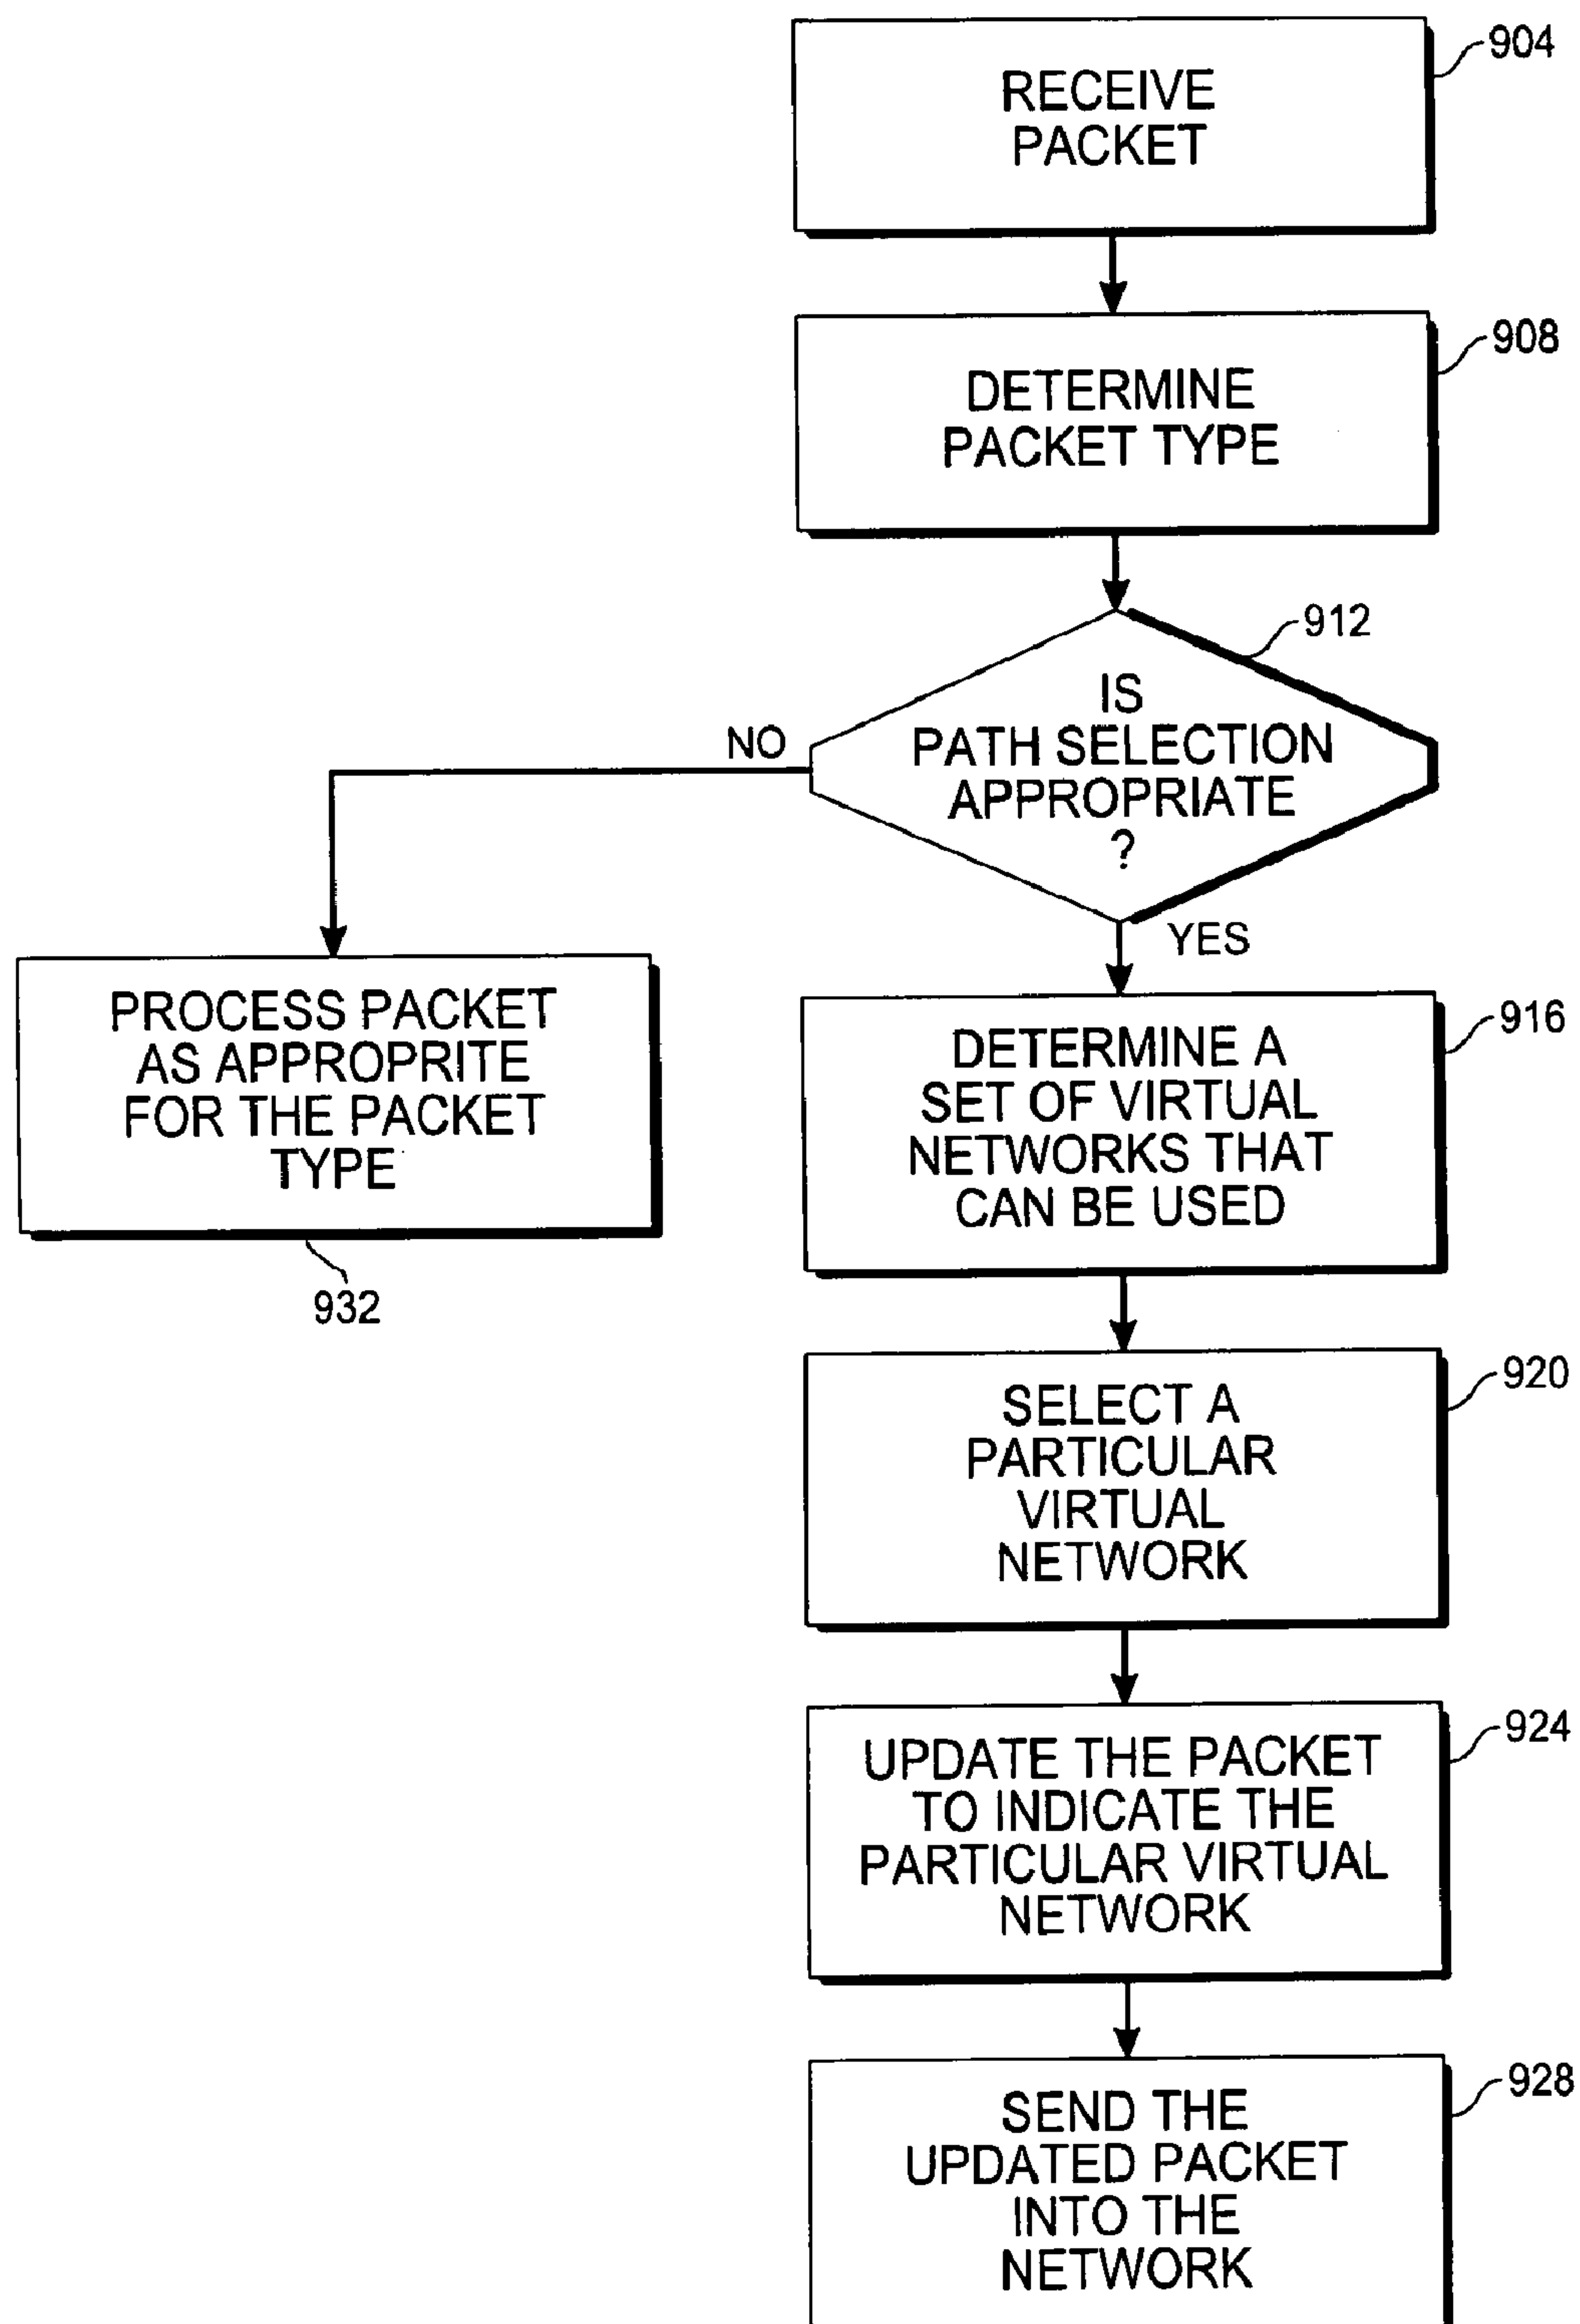 904
RECEIVE
PACKET
908
DETERMINE
PACKET TYPE
912
IS
PATH SELECTION
APPROPRIATE
?
NO
YES
PROCESS PACKET
AS APPROPRITE
FOR THE PACKET
TYPE
932
916
DETERMINE A
SET OF VIRTUAL
NETWORKS THAT
CAN BE USED
920
SELECT A
PARTICULAR
VIRTUAL
NETWORK
924
UPDATE THE PACKET
TO INDICATE THE
PARTICULAR VIRTUAL
NETWORK
928
SEND THE
UPDATED PACKET
INTO THE
NETWORK